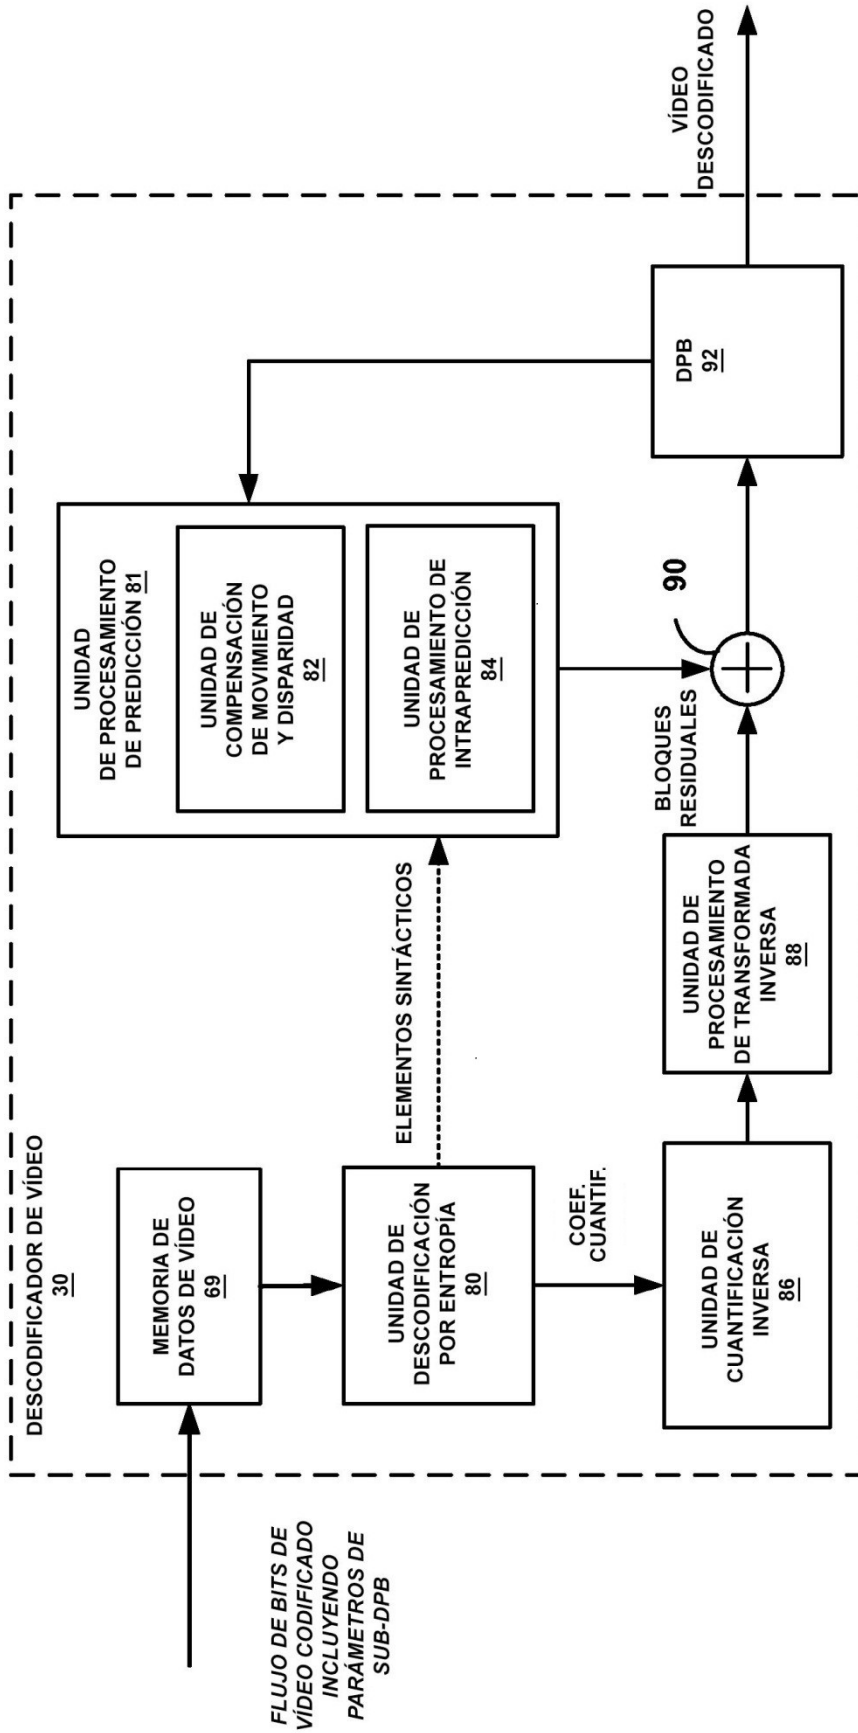 DESCODIFICADOR DE VÍDEO
30
FLUJO DE BITS DE
VÍDEO CODIFICADO
INCLUYENDO
PARÁMETROS DE
SUB-DPB
MEMORIA DE
DATOS DE VÍDEO
69
UNIDAD DE
DESCODIFICACIÓN
POR ENTROPÍA
80
ELEMENTOS SINTÁCTICOS
COEF.
CUANTIF.
UNIDAD
DE PROCESAMIENTO
DE PREDICCIÓN 81
UNIDAD DE
COMPENSACIÓN
DE MOVIMIENTO
Y DISPARIDAD
82
UNIDAD DE
PROCESAMIENTO DE
INTRAPREDICCIÓN
84
UNIDAD DE
CUANTIFICACIÓN
INVERSA
86
UNIDAD DE
PROCESAMIENTO
DE TRANSFORMADA
INVERSA
88
BLOQUES
RESIDUALES
90
DPB
92
VÍDEO
DESCODIFICADO